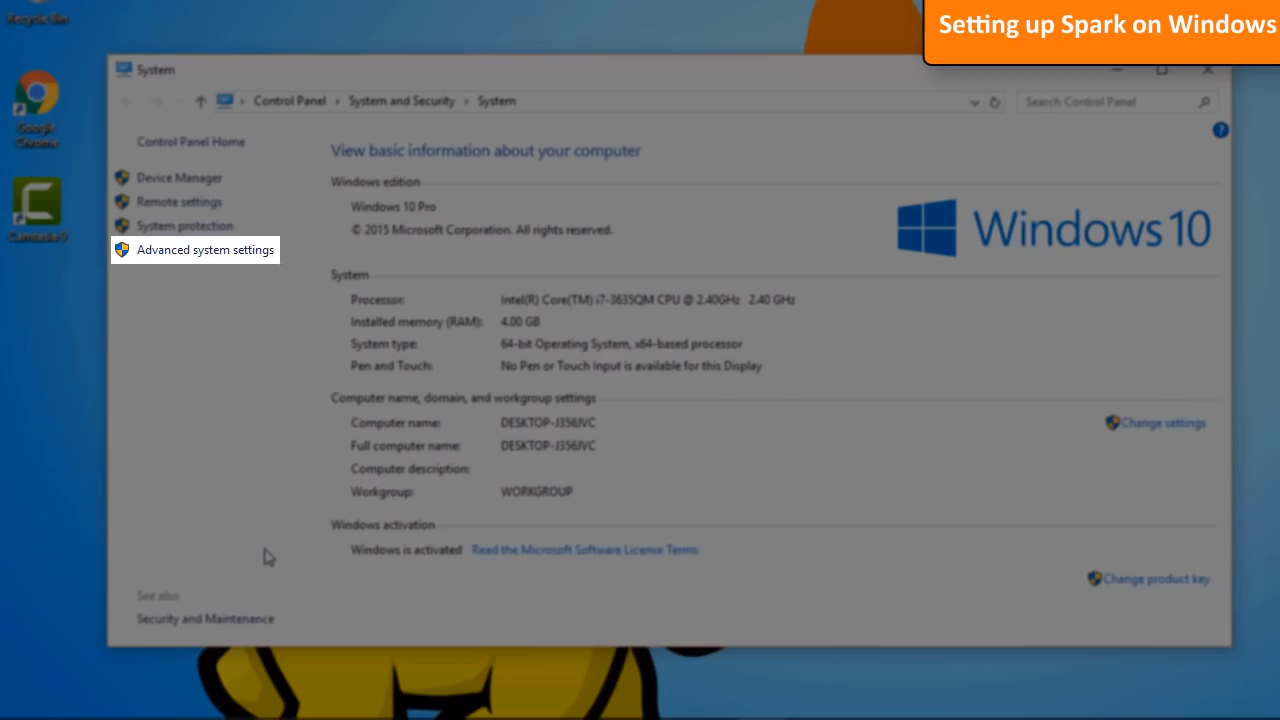 Setting up Spark on Windows
Recycle Bin
Google
Chrome
Camtasia 9
System
Control Panel › System and Security › System
Search Control Panel
Control Panel Home
Device Manager
Remote settings
System protection
Advanced system settings
See also
Security and Maintenance
View basic information about your computer
Windows edition
Windows 10 Pro
© 2015 Microsoft Corporation. All rights reserved.
Windows 10
System
Processor: Intel(R) Core(TM) i7-3635QM CPU @ 2.40GHz 2.40 GHz
Installed memory (RAM): 4.00 GB
System type: 64-bit Operating System, x64-based processor
Pen and Touch: No Pen or Touch Input is available for this Display
Computer name, domain, and workgroup settings
Computer name: DESKTOP-J356JVC
Change settings
Full computer name: DESKTOP-J356JVC
Computer description:
Workgroup: WORKGROUP
Windows activation
Windows is activated Read the Microsoft Software License Terms
Change product key